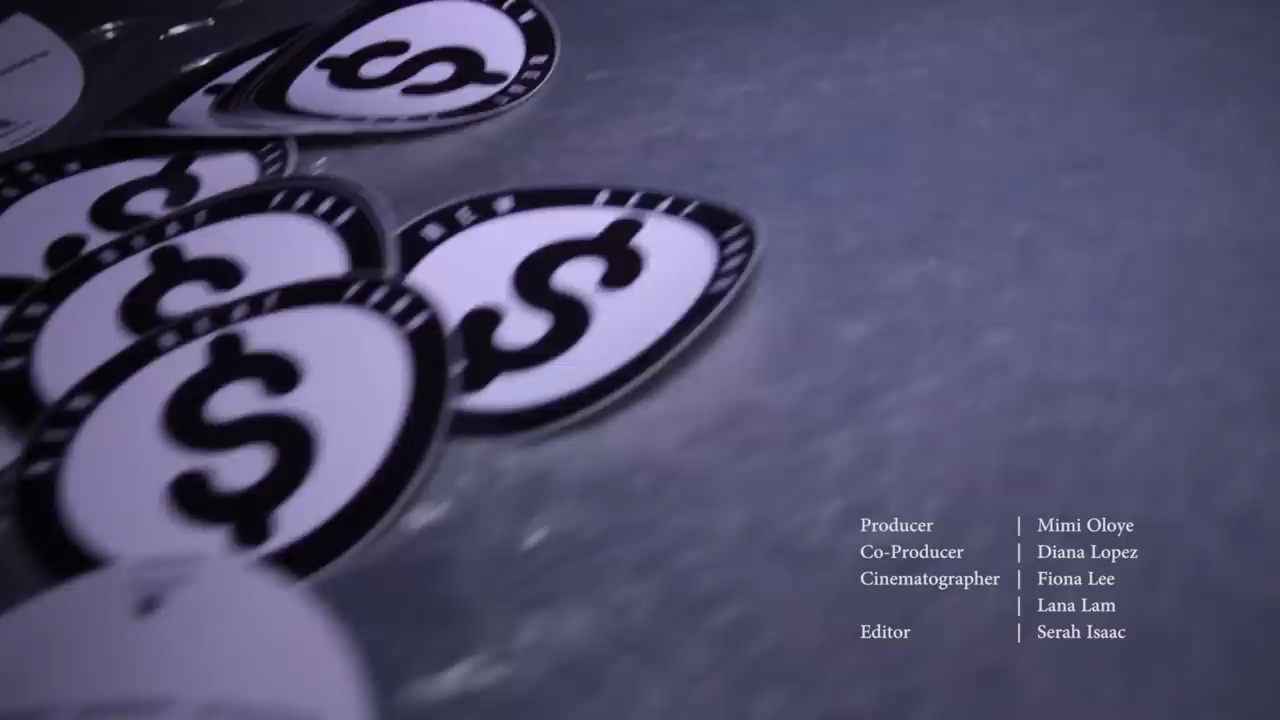 $
$
$
Producer | Mimi Oloye
Co-Producer | Diana Lopez
Cinematographer | Fiona Lee
| Lana Lam
Editor | Serah Isaac